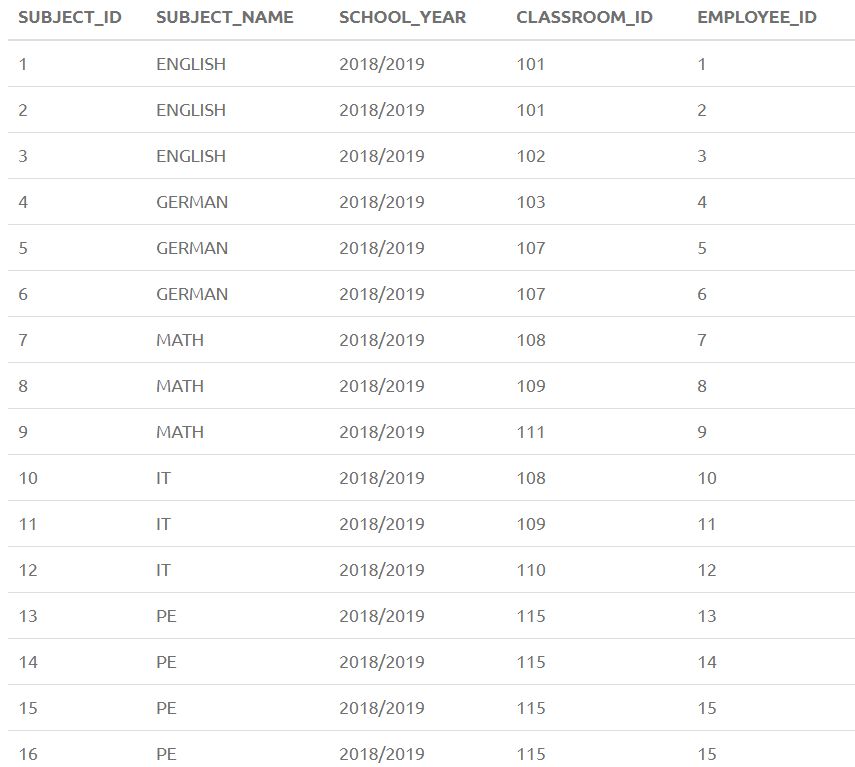 SUBJECT_ID SUBJECT_NAME SCHOOL_YEAR CLASSROOM_ID EMPLOYEE_ID
1 ENGLISH 2018/2019 101 1
2 ENGLISH 2018/2019 101 2
3 ENGLISH 2018/2019 102 3
4 GERMAN 2018/2019 103 4
5 GERMAN 2018/2019 107 5
6 GERMAN 2018/2019 107 6
7 MATH 2018/2019 108 7
8 MATH 2018/2019 109 8
9 MATH 2018/2019 111 9
10 IT 2018/2019 108 10
11 IT 2018/2019 109 11
12 IT 2018/2019 110 12
13 PE 2018/2019 115 13
14 PE 2018/2019 115 14
15 PE 2018/2019 115 15
16 PE 2018/2019 115 15